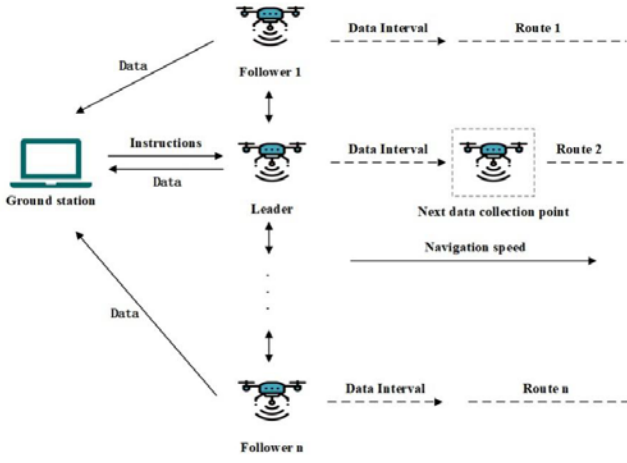 Data Interval
Route 1
Data
Follower 1
Instructions
Data Interval
Route 2
Data
Ground station
Leader
Next data collection point
Navigation speed
Data
Data Interval
Route n
Follower n